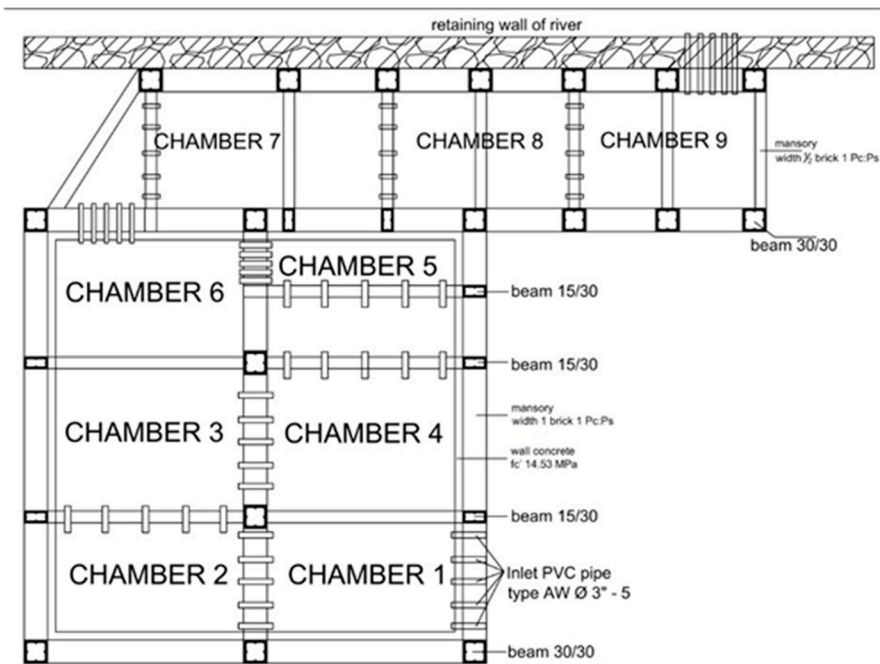 retaining wall of river
CHAMBER 7
CHAMBER 8
CHAMBER 9
mansory
width ½ brick 1 Pc:Ps
beam 30/30
CHAMBER 5
CHAMBER 6
beam 15/30
beam 15/30
CHAMBER 3
CHAMBER 4
mansory
width 1 brick 1 Pc:Ps
wall concrete
fc' 14.53 MPa
beam 15/30
CHAMBER 2
CHAMBER 1
Inlet PVC pipe
type AW Ø 3" - 5
beam 30/30